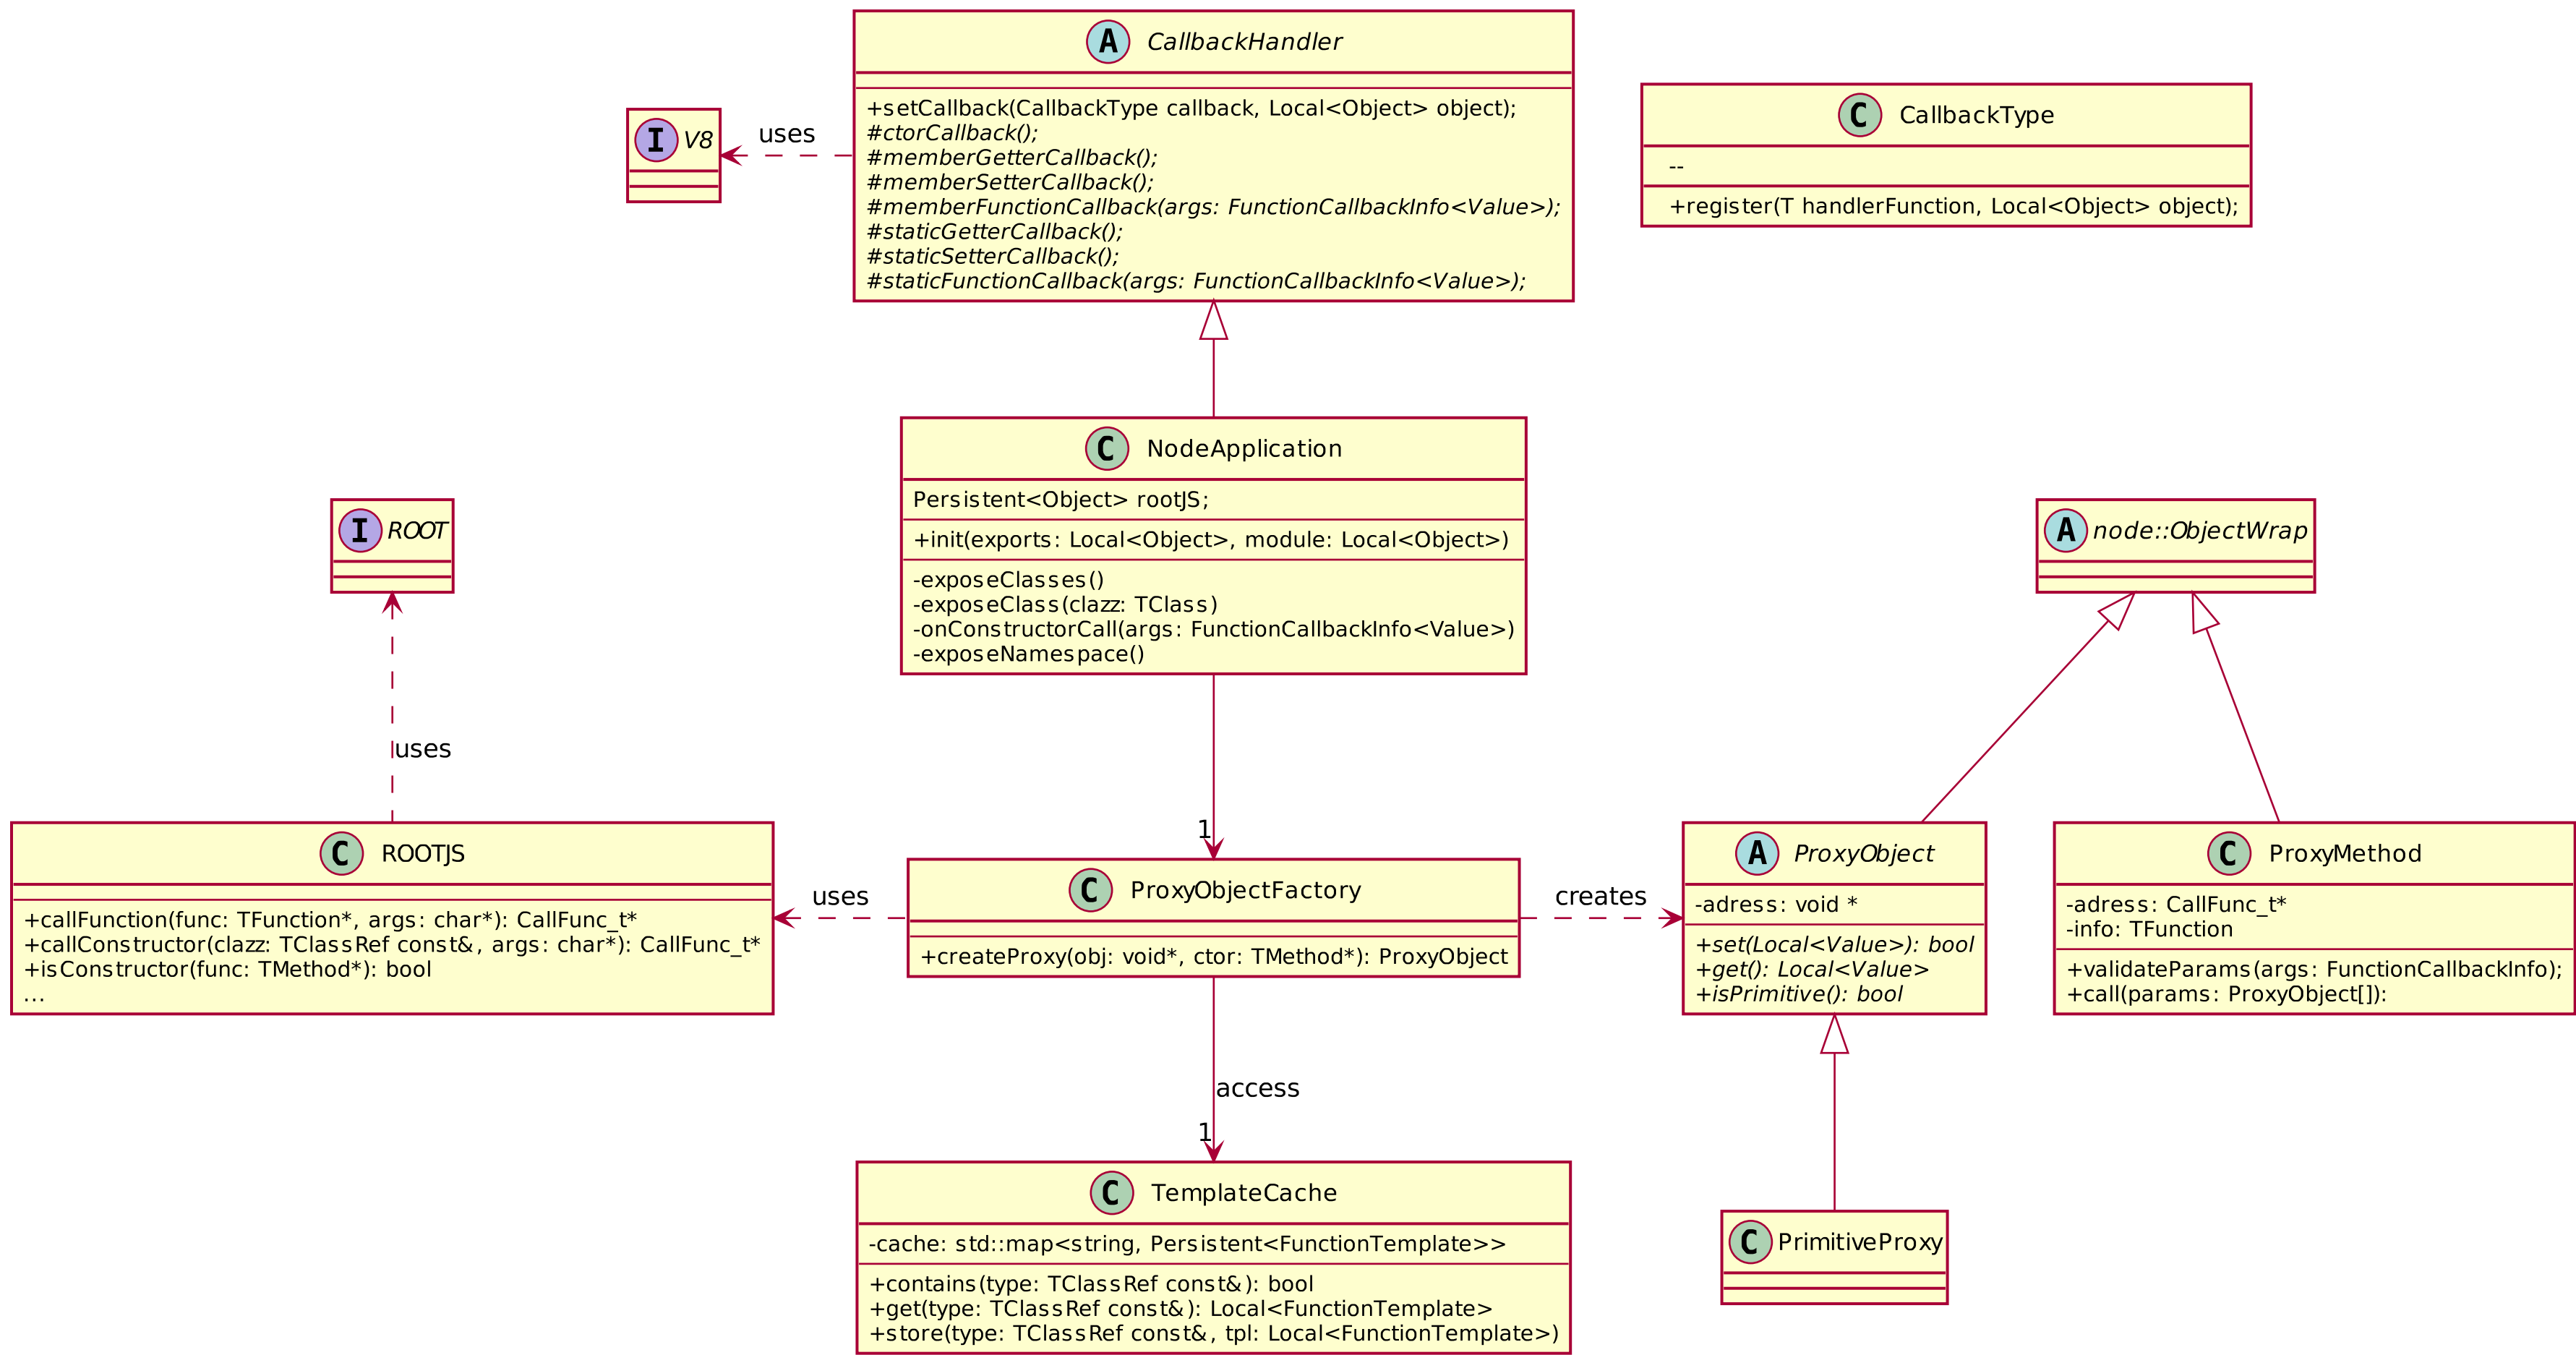 A CallbackHandler
+setCallback(CallbackType callback, Local<Object> object);
#ctorCallback();
#memberGetterCallback();
#memberSetterCallback();
#memberFunctionCallback(args: FunctionCallbackInfo<Value>);
#staticGetterCallback();
#staticSetterCallback();
#staticFunctionCallback(args: FunctionCallbackInfo<Value>);
I V8
uses
C CallbackType
--
+register(T handlerFunction, Local<Object> object);
C NodeApplication
Persistent<Object> rootJS;
+init(exports: Local<Object>, module: Local<Object>)
-exposeClasses()
-exposeClass(clazz: TClass)
-onConstructorCall(args: FunctionCallbackInfo<Value>)
-exposeNamespace()
I ROOT
A node::ObjectWrap
uses
1
C ROOTJS
+callFunction(func: TFunction*, args: char*): CallFunc_t*
+callConstructor(clazz: TClassRef const&, args: char*): CallFunc_t*
+isConstructor(func: TMethod*): bool
...
uses
C ProxyObjectFactory
+createProxy(obj: void*, ctor: TMethod*): ProxyObject
creates
A ProxyObject
-adress: void *
+set(Local<Value>): bool
+get(): Local<Value>
+isPrimitive(): bool
C ProxyMethod
-adress: CallFunc_t*
-info: TFunction
+validateParams(args: FunctionCallbackInfo);
+call(params: ProxyObject[]):
access
1
C TemplateCache
-cache: std::map<string, Persistent<FunctionTemplate>>
+contains(type: TClassRef const&): bool
+get(type: TClassRef const&): Local<FunctionTemplate>
+store(type: TClassRef const&, tpl: Local<FunctionTemplate>)
C PrimitiveProxy